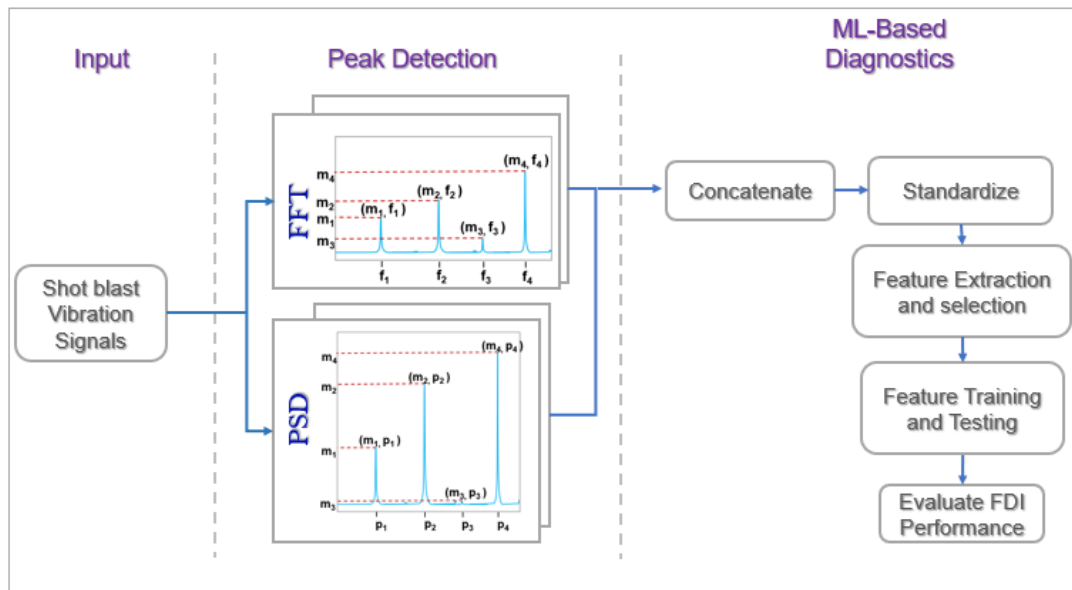 Input
Peak Detection
ML-Based
Diagnostics
Shot blast
Vibration
Signals
FFT
m₄
m₂
m₁
m₃
(m₁, f₁)
(m₂, f₂)
(m₃, f₃)
(m₄, f₄)
f₁ f₂ f₃ f₄
PSD
m₄
m₂
m₁
m₃
(m₁, p₁)
(m₂, p₂)
(m₃, p₃)
(m₄, p₄)
p₁ p₂ p₃ p₄
Concatenate
Standardize
Feature Extraction
and selection
Feature Training
and Testing
Evaluate FDI
Performance